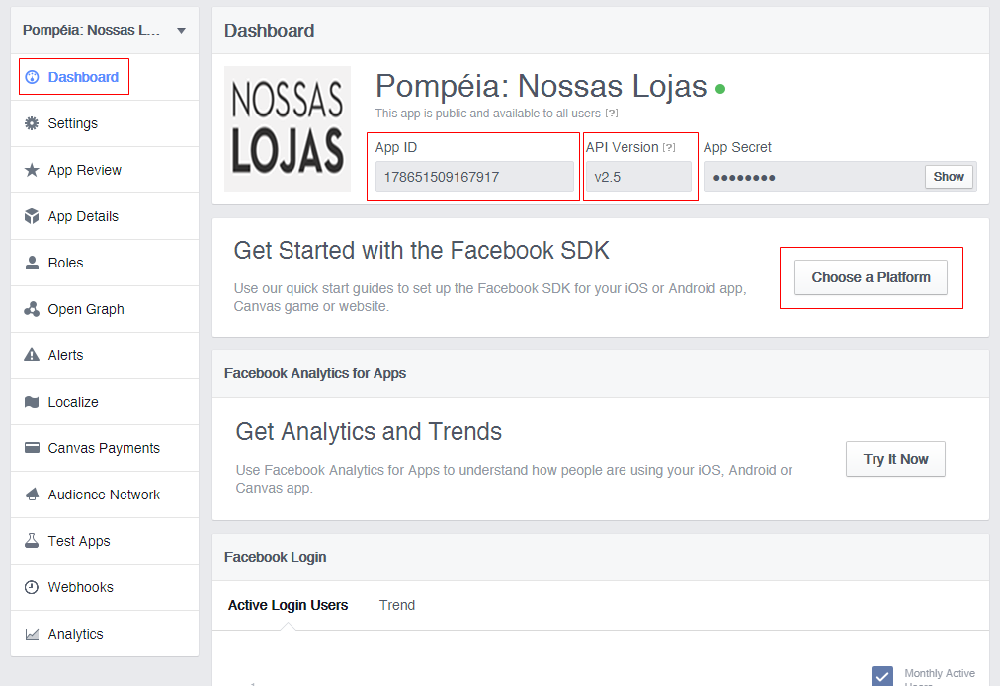 Pompéia: Nossas L...
Dashboard
Settings
App Review
App Details
Roles
Open Graph
Alerts
Localize
Canvas Payments
Audience Network
Test Apps
Webhooks
Analytics
Dashboard
NOSSAS
LOJAS
Pompéia: Nossas Lojas
This app is public and available to all users [?]
App ID
API Version [?]
App Secret
178651509167917
v2.5
●●●●●●●●
Show
Get Started with the Facebook SDK
Use our quick start guides to set up the Facebook SDK for your iOS or Android app,
Canvas game or website.
Choose a Platform
Facebook Analytics for Apps
Get Analytics and Trends
Use Facebook Analytics for Apps to understand how people are using your iOS, Android or
Canvas app.
Try It Now
Facebook Login
Active Login Users
Trend
Monthly Active